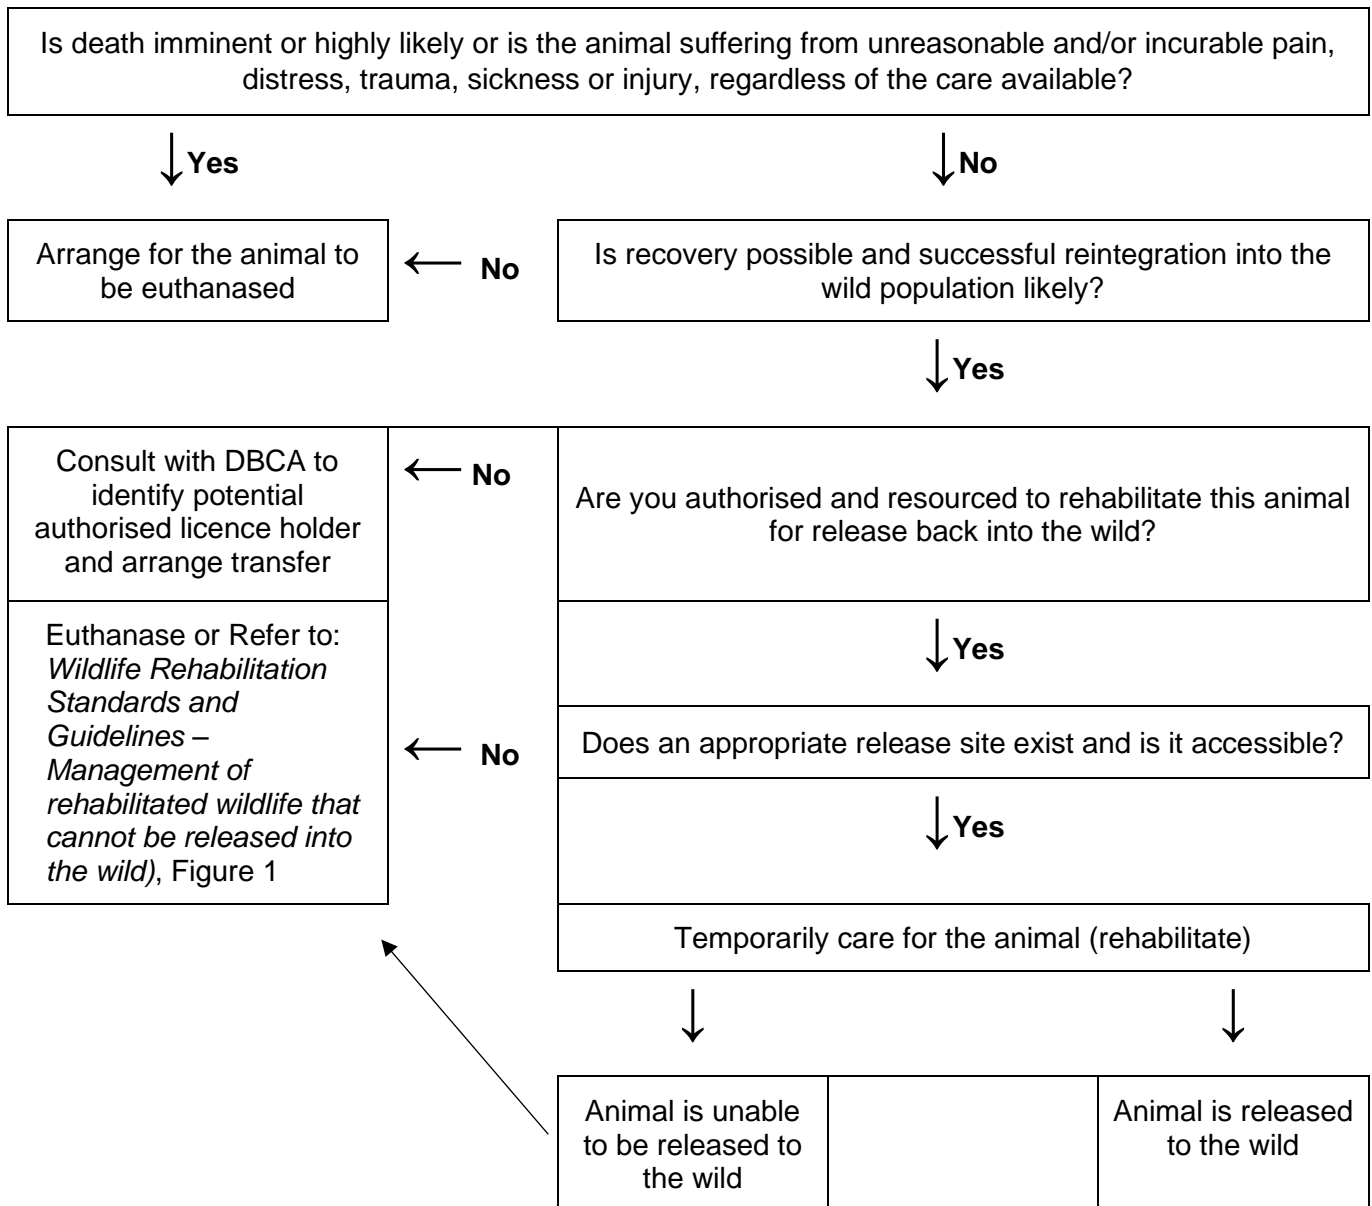 Is death imminent or highly likely or is the animal suffering from unreasonable and/or incurable pain,
distress, trauma, sickness or injury, regardless of the care available?
Yes
No
Arrange for the animal to
be euthanased
No
Is recovery possible and successful reintegration into the
wild population likely?
Yes
Consult with DBCA to
identify potential
authorised licence holder
and arrange transfer
No
Are you authorised and resourced to rehabilitate this animal
for release back into the wild?
Yes
Euthanase or Refer to:
Wildlife Rehabilitation
Standards and
Guidelines –
Management of
rehabilitated wildlife that
cannot be released into
the wild), Figure 1
No
Does an appropriate release site exist and is it accessible?
Yes
Temporarily care for the animal (rehabilitate)
Animal is unable
to be released to
the wild
Animal is released
to the wild